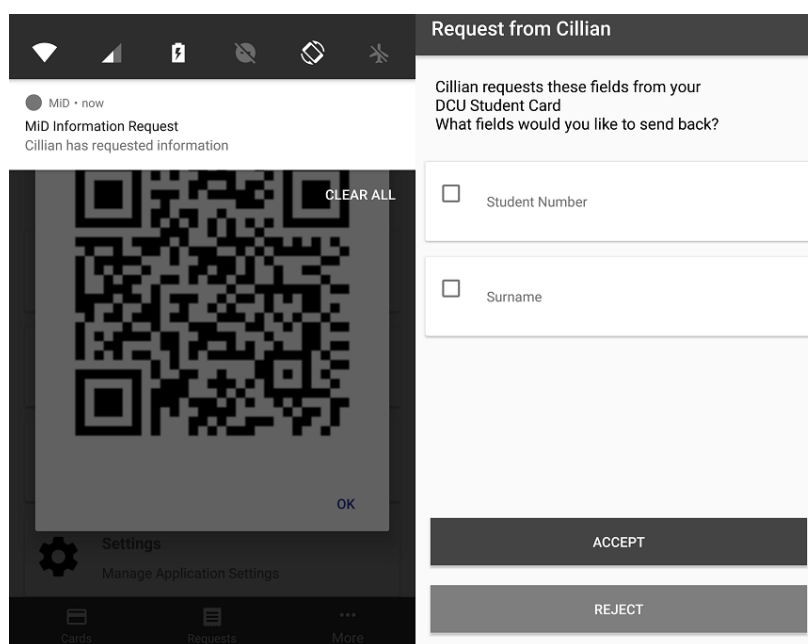 MiD • now
MiD Information Request
Cillian has requested information
CLEAR ALL
OK
Settings
Manage Application Settings
Cards
Requests
More
Request from Cillian
Cillian requests these fields from your
DCU Student Card
What fields would you like to send back?
Student Number
Surname
ACCEPT
REJECT